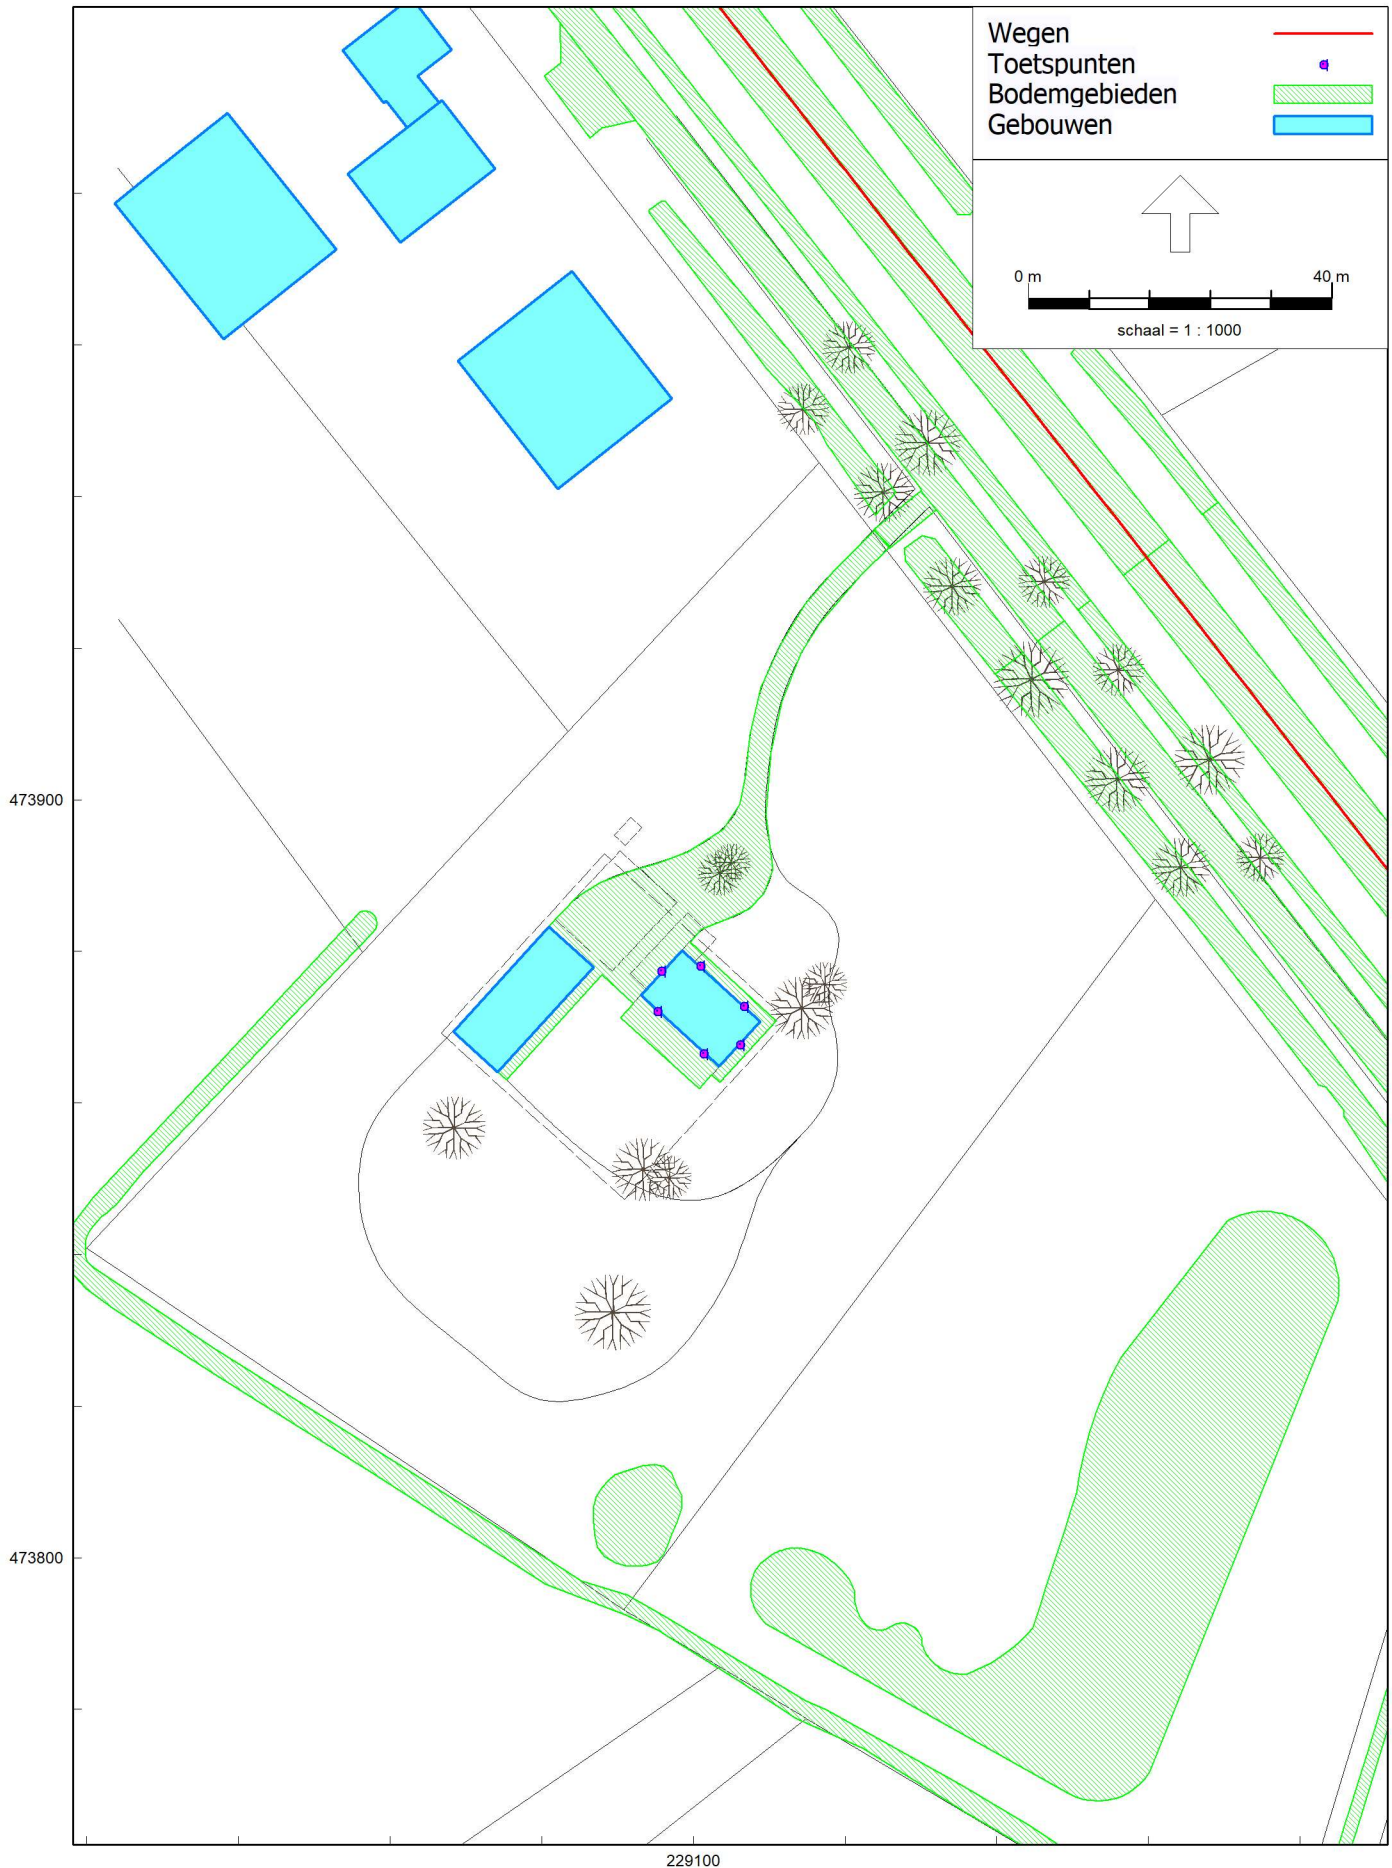 Wegen
Toetspunten
Bodemgebieden
Gebouwen
0 m 40 m
schaal = 1 : 1000
473900
473800
229100